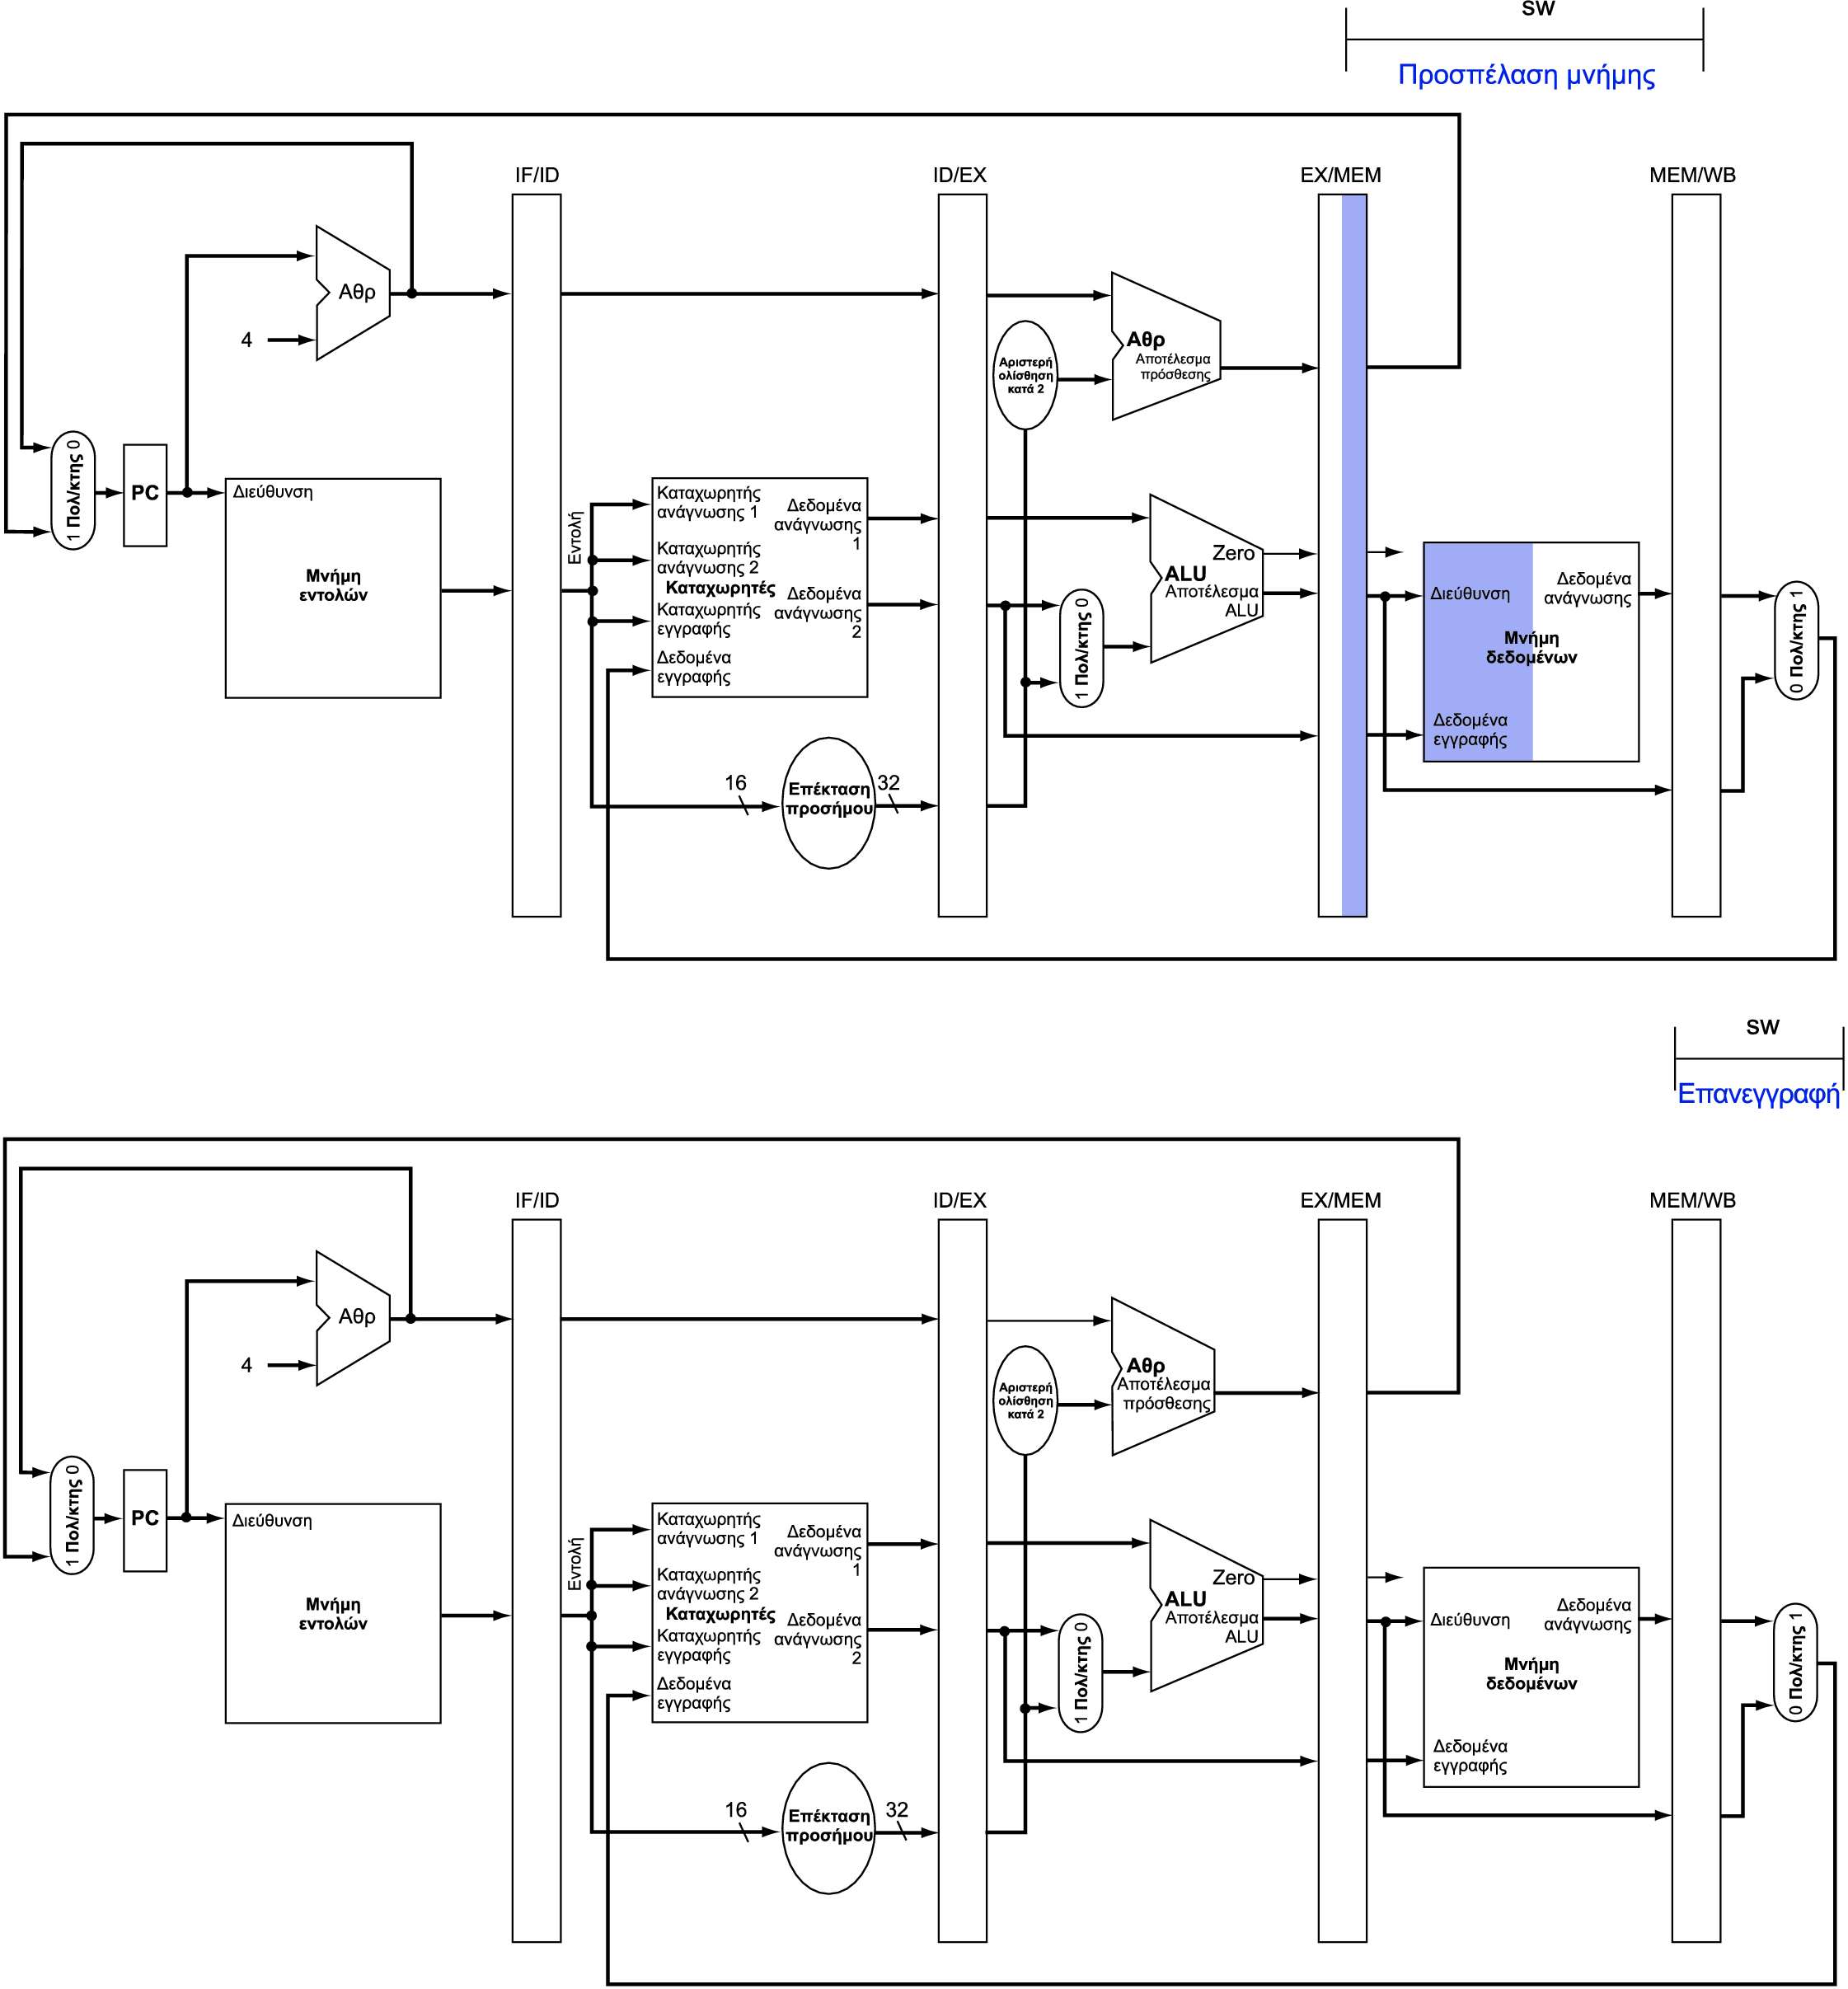 SW
Προσπέλαση μνήμης
IF/ID
ID/EX
EX/MEM
MEM/WB
Αθρ
4
Αθρ
Αποτέλεσμα
πρόσθεσης
Αριστερή
ολίσθηση
κατά 2
1 Πολ/κτης 0
PC
Διεύθυνση
Μνήμη
εντολών
Εντολή
Καταχωρητής
ανάγνωσης 1
Καταχωρητής
ανάγνωσης 2
Καταχωρητές
Καταχωρητής
εγγραφής
Δεδομένα
εγγραφής
Δεδομένα
ανάγνωσης
1
Δεδομένα
ανάγνωσης
2
1 Πολ/κτης 0
Zero
ALU
Αποτέλεσμα
ALU
Διεύθυνση
Δεδομένα
ανάγνωσης
Μνήμη
δεδομένων
Δεδομένα
εγγραφής
0 Πολ/κτης 1
16
Επέκταση
προσήμου
32
SW
Επανεγγραφή
IF/ID
ID/EX
EX/MEM
MEM/WB
Αθρ
4
Αθρ
Αποτέλεσμα
πρόσθεσης
Αριστερή
ολίσθηση
κατά 2
1 Πολ/κτης 0
PC
Διεύθυνση
Μνήμη
εντολών
Εντολή
Καταχωρητής
ανάγνωσης 1
Καταχωρητής
ανάγνωσης 2
Καταχωρητές
Καταχωρητής
εγγραφής
Δεδομένα
εγγραφής
Δεδομένα
ανάγνωσης
1
Δεδομένα
ανάγνωσης
2
1 Πολ/κτης 0
Zero
ALU
Αποτέλεσμα
ALU
Διεύθυνση
Δεδομένα
ανάγνωσης
Μνήμη
δεδομένων
Δεδομένα
εγγραφής
0 Πολ/κτης 1
16
Επέκταση
προσήμου
32